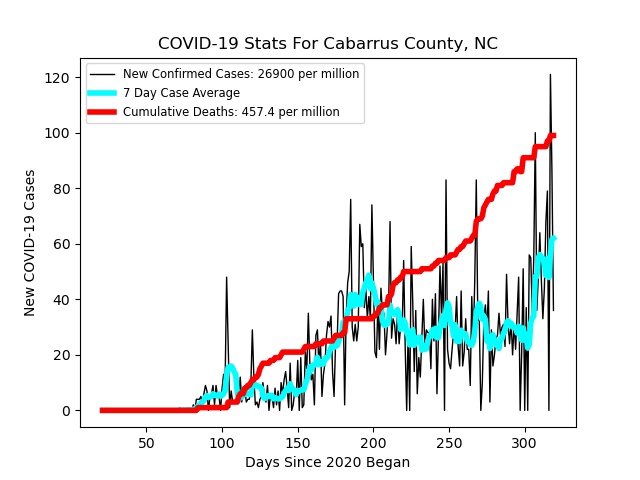 COVID-19 Stats For Cabarrus County, NC
New Confirmed Cases: 26900 per million
7 Day Case Average
Cumulative Deaths: 457.4 per million
New COVID-19 Cases
120
100
80
60
40
20
0
50 100 150 200 250 300
Days Since 2020 Began